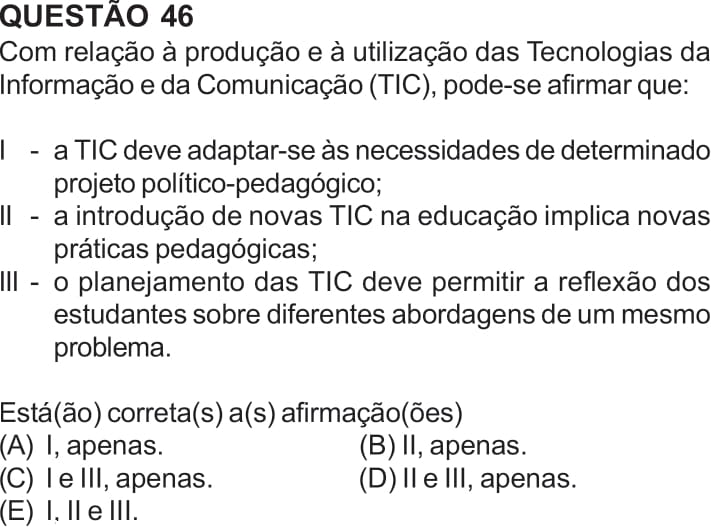 QUESTÃO 46
Com relação à produção e à utilização das Tecnologias da
Informação e da Comunicação (TIC), pode-se afirmar que:
I - a TIC deve adaptar-se às necessidades de determinado
projeto político-pedagógico;
II - a introdução de novas TIC na educação implica novas
práticas pedagógicas;
III - o planejamento das TIC deve permitir a reflexão dos
estudantes sobre diferentes abordagens de um mesmo
problema.
Está(ão) correta(s) a(s) afirmação(ões)
(A) I, apenas. (B) II, apenas.
(C) I e III, apenas. (D) II e III, apenas.
(E) I, II e III.